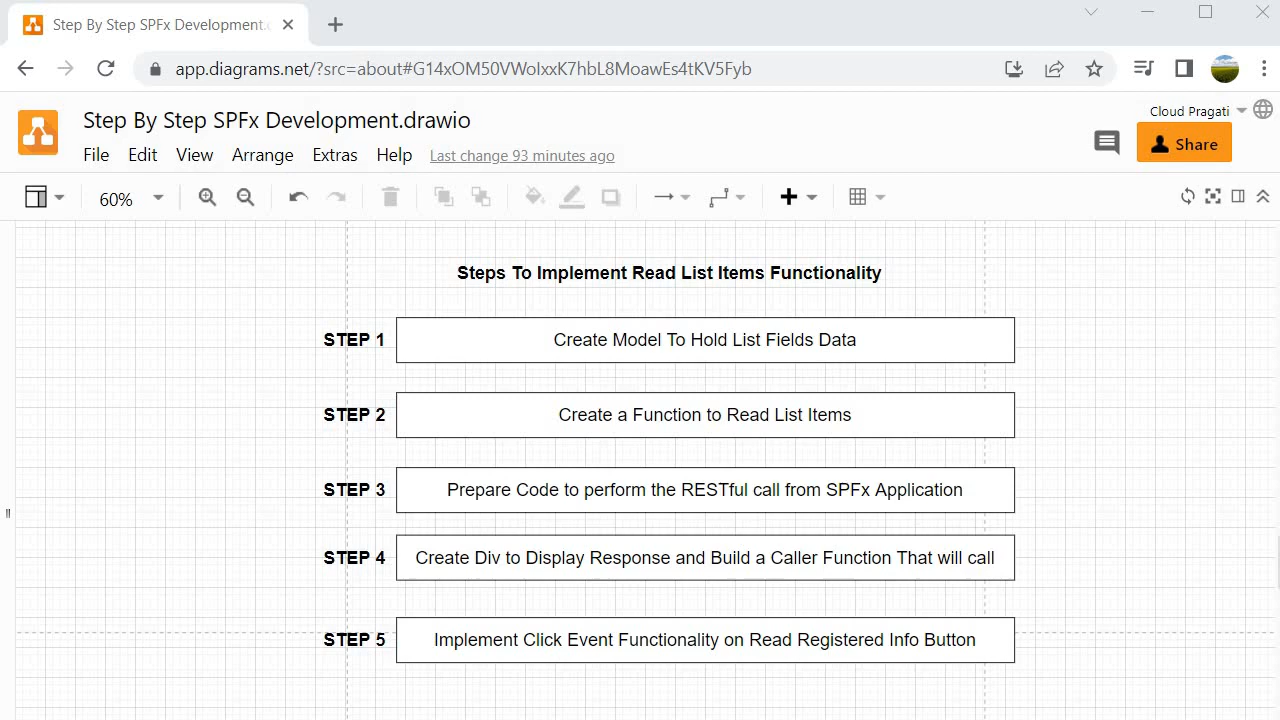 Step By Step SPFx Development.
app.diagrams.net/?src=about#G14xOM50VWolxxK7hbL8MoawEs4tKV5Fyb
Step By Step SPFx Development.drawio
Cloud Pragati
File Edit View Arrange Extras Help Last change 93 minutes ago
Share
60%
Steps To Implement Read List Items Functionality
STEP 1 Create Model To Hold List Fields Data
STEP 2 Create a Function to Read List Items
STEP 3 Prepare Code to perform the RESTful call from SPFx Application
STEP 4 Create Div to Display Response and Build a Caller Function That will call
STEP 5 Implement Click Event Functionality on Read Registered Info Button